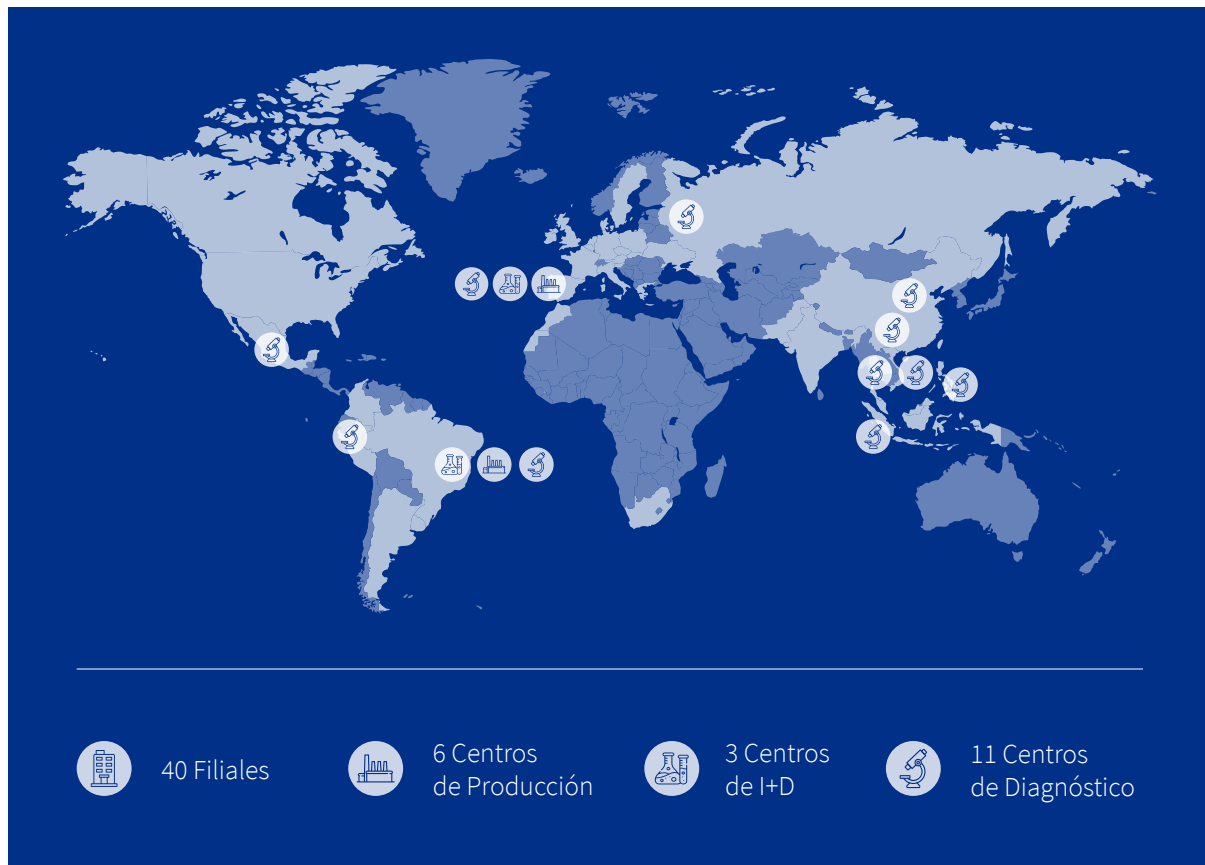 40 Filiales
6 Centros
de Producción
3 Centros
de I+D
11 Centros
de Diagnóstico